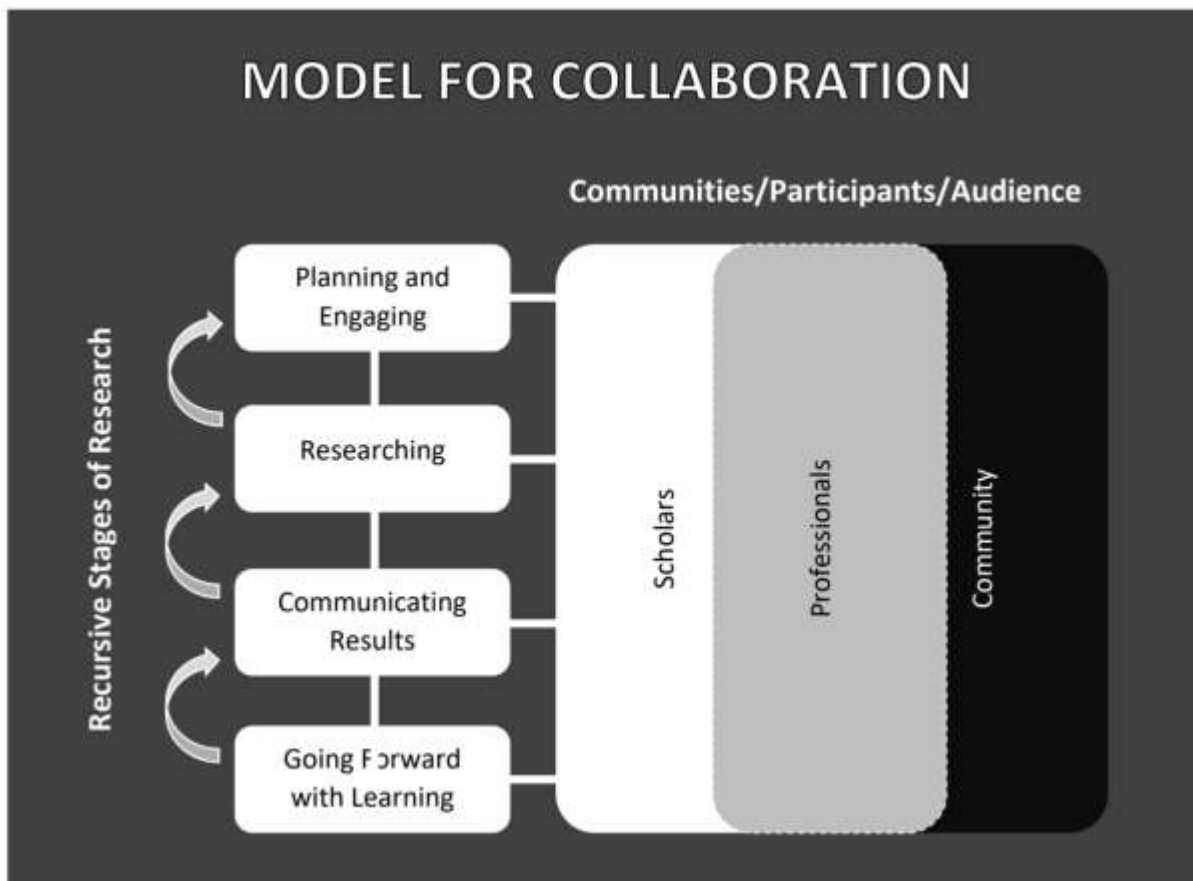 MODEL FOR COLLABORATION
Communities/Participants/Audience
Recursive Stages of Research
Planning and
Engaging
Researching
Communicating
Results
Going Forward
with Learning
Scholars
Professionals
Community